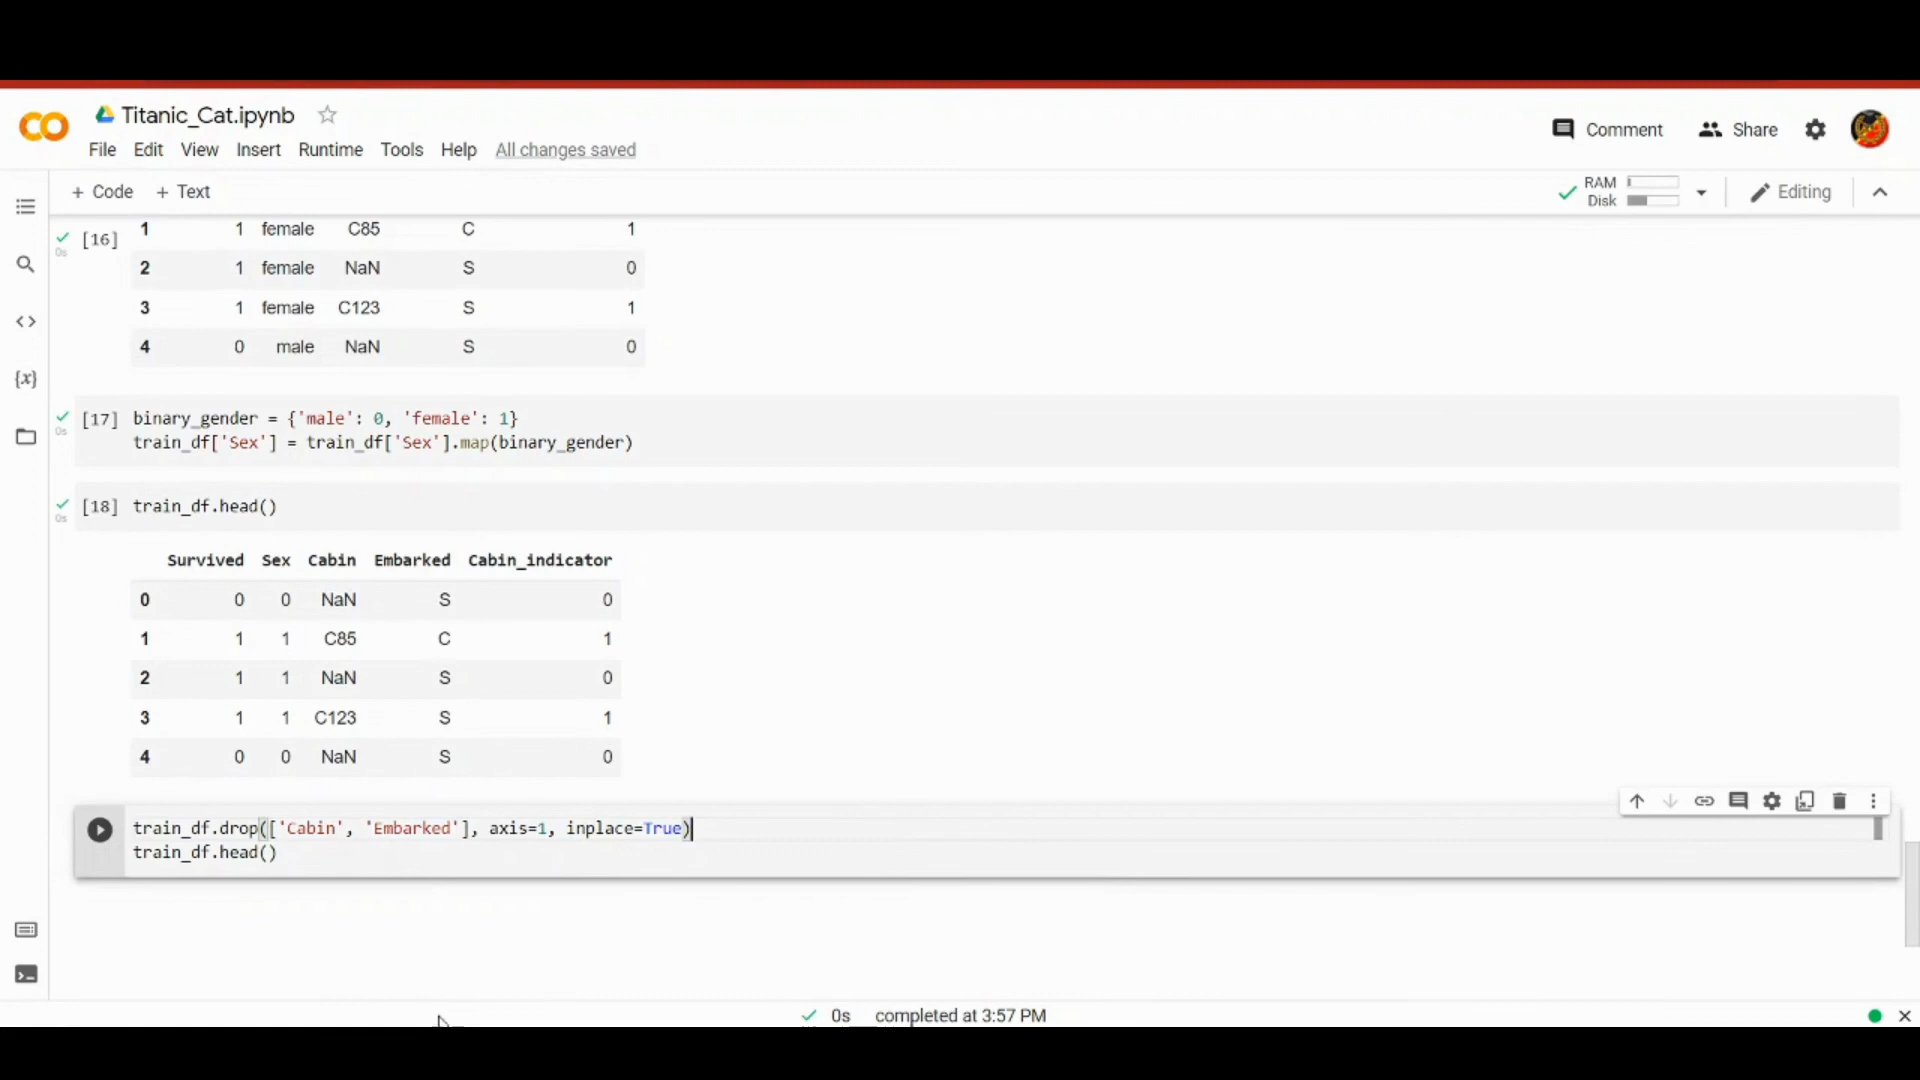 Titanic_Cat.ipynb
Comment
Share
File Edit View Insert Runtime Tools Help All changes saved
+ Code + Text
RAM
Disk
Editing
[16]
0s
1 1 female C85 C 1
2 1 female NaN S 0
3 1 female C123 S 1
4 0 male NaN S 0
[17]
0s
binary_gender = {'male': 0, 'female': 1}
train_df['Sex'] = train_df['Sex'].map(binary_gender)
[18]
0s
train_df.head()
Survived Sex Cabin Embarked Cabin_indicator
0 0 0 NaN S 0
1 1 1 C85 C 1
2 1 1 NaN S 0
3 1 1 C123 S 1
4 0 0 NaN S 0
train_df.drop(['Cabin', 'Embarked'], axis=1, inplace=True)
train_df.head()
0s completed at 3:57 PM